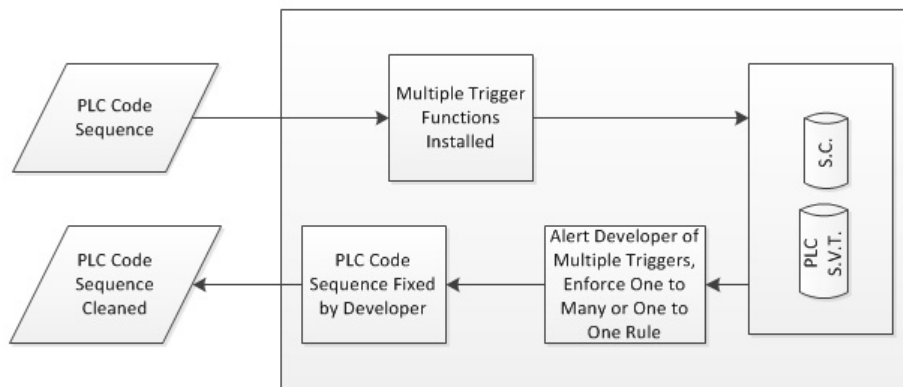 PLC Code
Sequence
Multiple Trigger
Functions
Installed
S.C.
PLC
S.V.T.
Alert Developer of
Multiple Triggers,
Enforce One to
Many or One to
One Rule
PLC Code
Sequence Fixed
by Developer
PLC Code
Sequence
Cleaned